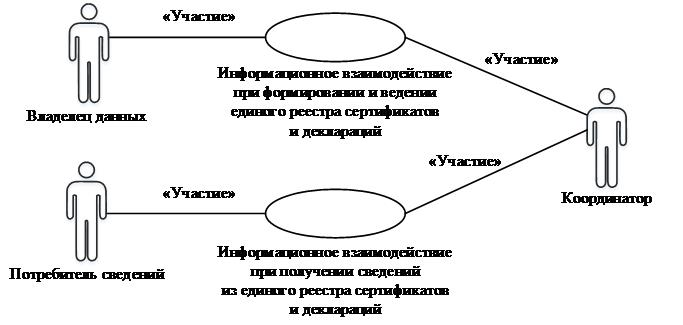 «Участие»
«Участие»
Информационное взаимодействие
при формировании и ведении
единого реестра сертификатов
и деклараций
Владелец данных
«Участие»
«Участие»
Координатор
Информационное взаимодействие
при получении сведений
из единого реестра сертификатов
и деклараций
Потребитель сведений